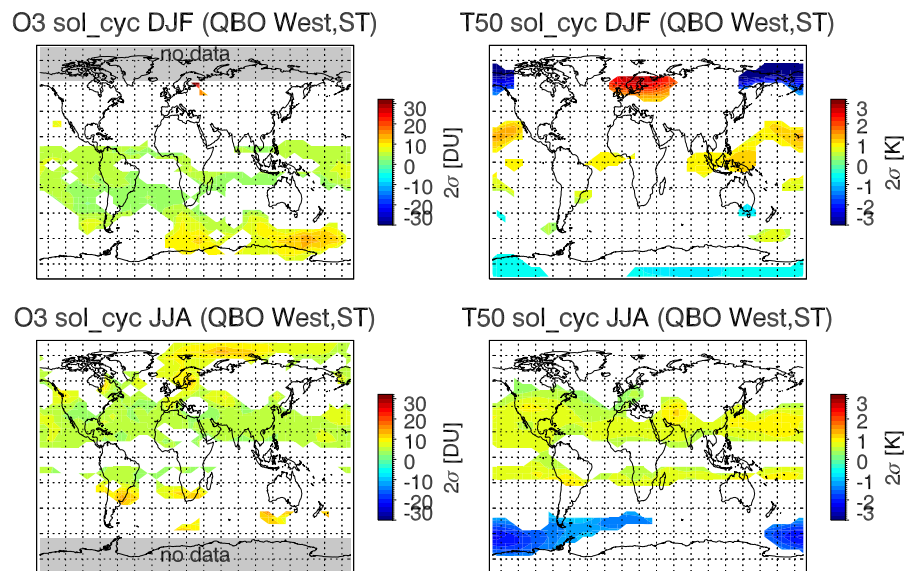 O3 sol_cyc DJF (QBO West,ST)
no data
30
20
10
0
-10
-20
-30
2σ [DU]
T50 sol_cyc DJF (QBO West,ST)
3
2
1
0
-1
-2
-3
2σ [K]
O3 sol_cyc JJA (QBO West,ST)
no data
30
20
10
0
-10
-20
-30
2σ [DU]
T50 sol_cyc JJA (QBO West,ST)
3
2
1
0
-1
-2
-3
2σ [K]